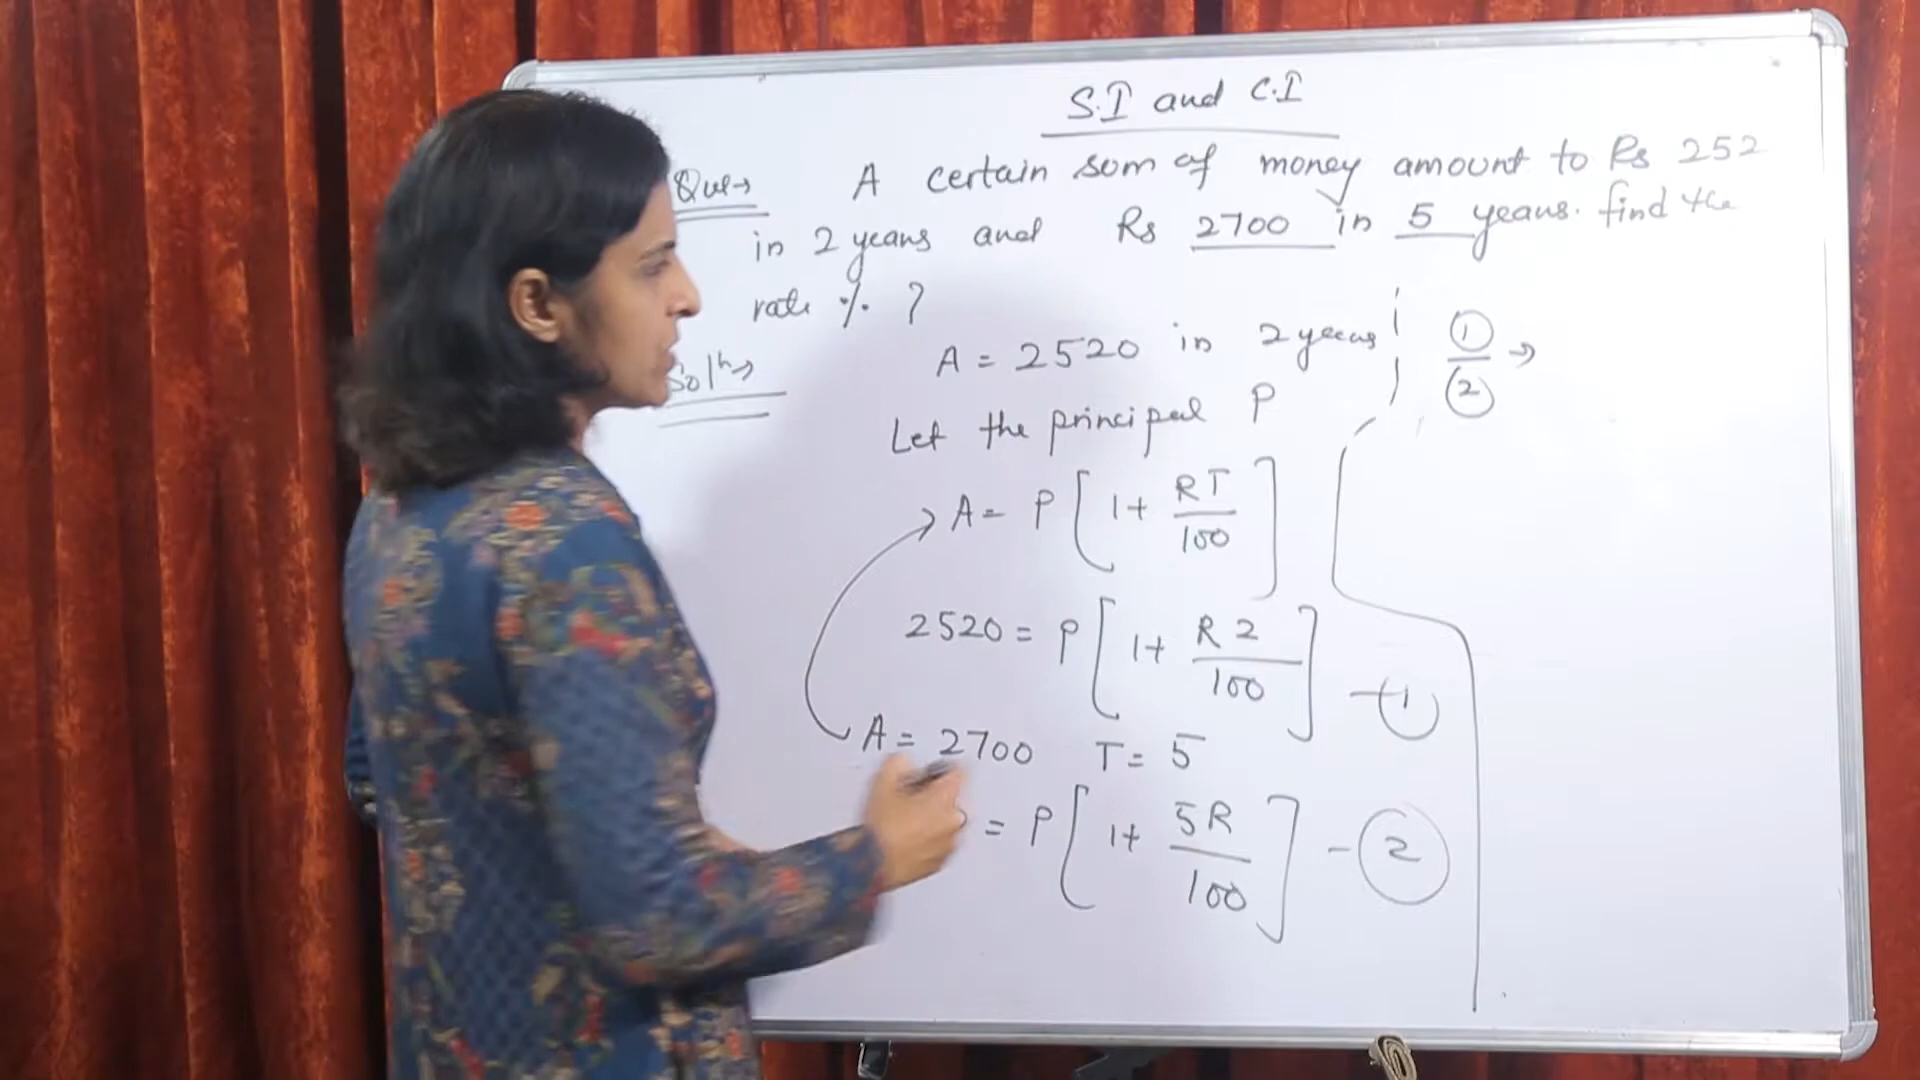 S.I and C.I
Que→ A certain sum of money amount to Rs 252
in 2 years and Rs 2700 in 5 years. find the
rate %. ?
Solⁿ→ A = 2520 in 2 years
Let the principal P
A = P [ 1+ RT/100 ]
2520 = P [ 1+ R 2/100 ] -①
A = 2700 T = 5
= P [ 1+ 5R/100 ] - ②
①/② →